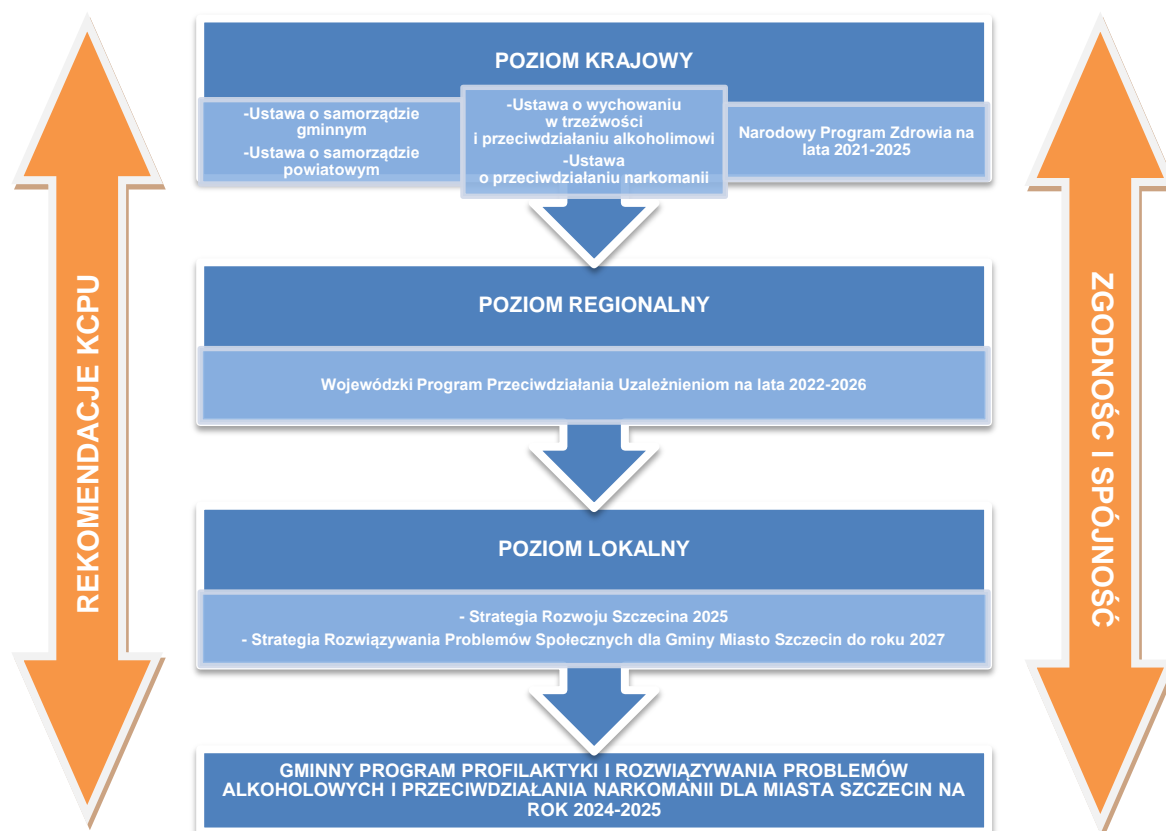 POZIOM KRAJOWY
-Ustawa o samorządzie
gminnym
-Ustawa o samorządzie
powiatowym
-Ustawa o wychowaniu
w trzeźwości
i przeciwdziałaniu alkoholimowi
-Ustawa
o przeciwdziałaniu narkomanii
Narodowy Program Zdrowia na
lata 2021-2025
POZIOM REGIONALNY
Wojewódzki Program Przeciwdziałania Uzależnieniom na lata 2022-2026
POZIOM LOKALNY
- Strategia Rozwoju Szczecina 2025
- Strategia Rozwiązywania Problemów Społecznych dla Gminy Miasto Szczecin do roku 2027
GMINNY PROGRAM PROFILAKTYKI I ROZWIĄZYWANIA PROBLEMÓW
ALKOHOLOWYCH I PRZECIWDZIAŁANIA NARKOMANII DLA MIASTA SZCZECIN NA
ROK 2024-2025
REKOMENDACJE KCPU
ZGODNOŚC I SPÓJNOŚĆ